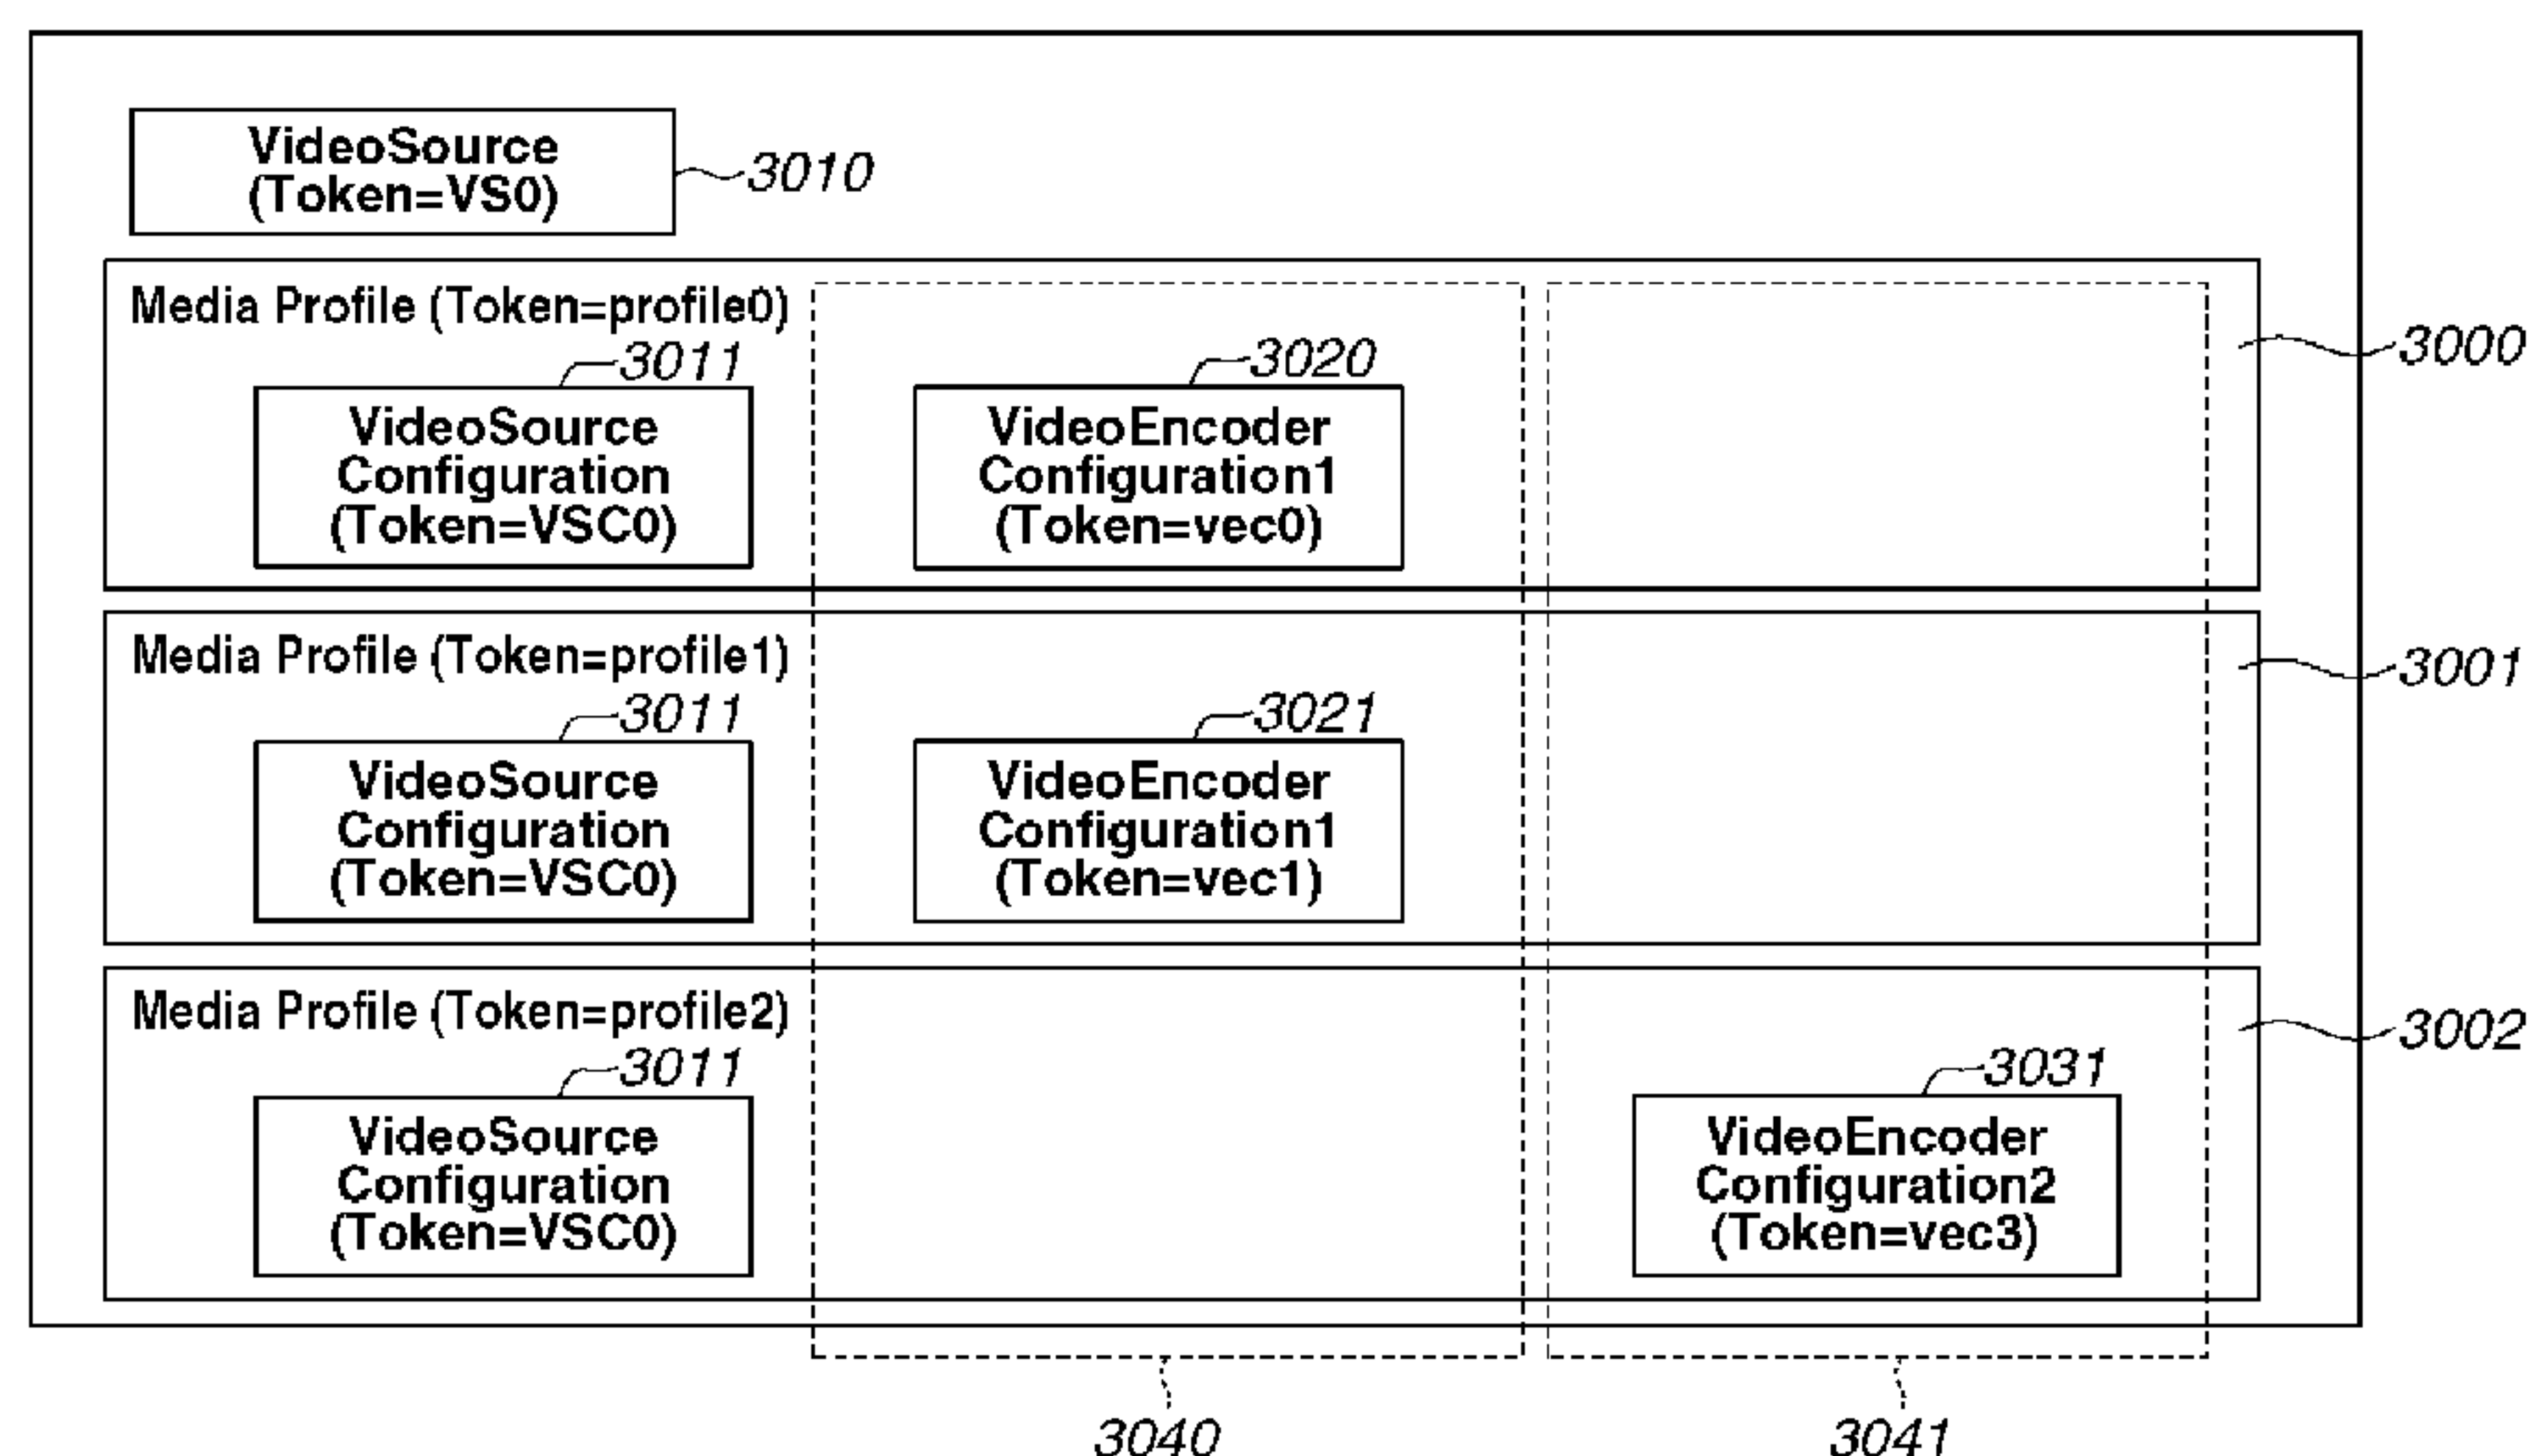 VideoSource
(Token=VS0)
3010
Media Profile (Token=profile0)
3000
3011
VideoSource
Configuration
(Token=VSC0)
3020
VideoEncoder
Configuration1
(Token=vec0)
Media Profile (Token=profile1)
3001
3011
VideoSource
Configuration
(Token=VSC0)
3021
VideoEncoder
Configuration1
(Token=vec1)
Media Profile (Token=profile2)
3002
3011
VideoSource
Configuration
(Token=VSC0)
3031
VideoEncoder
Configuration2
(Token=vec3)
3040
3041